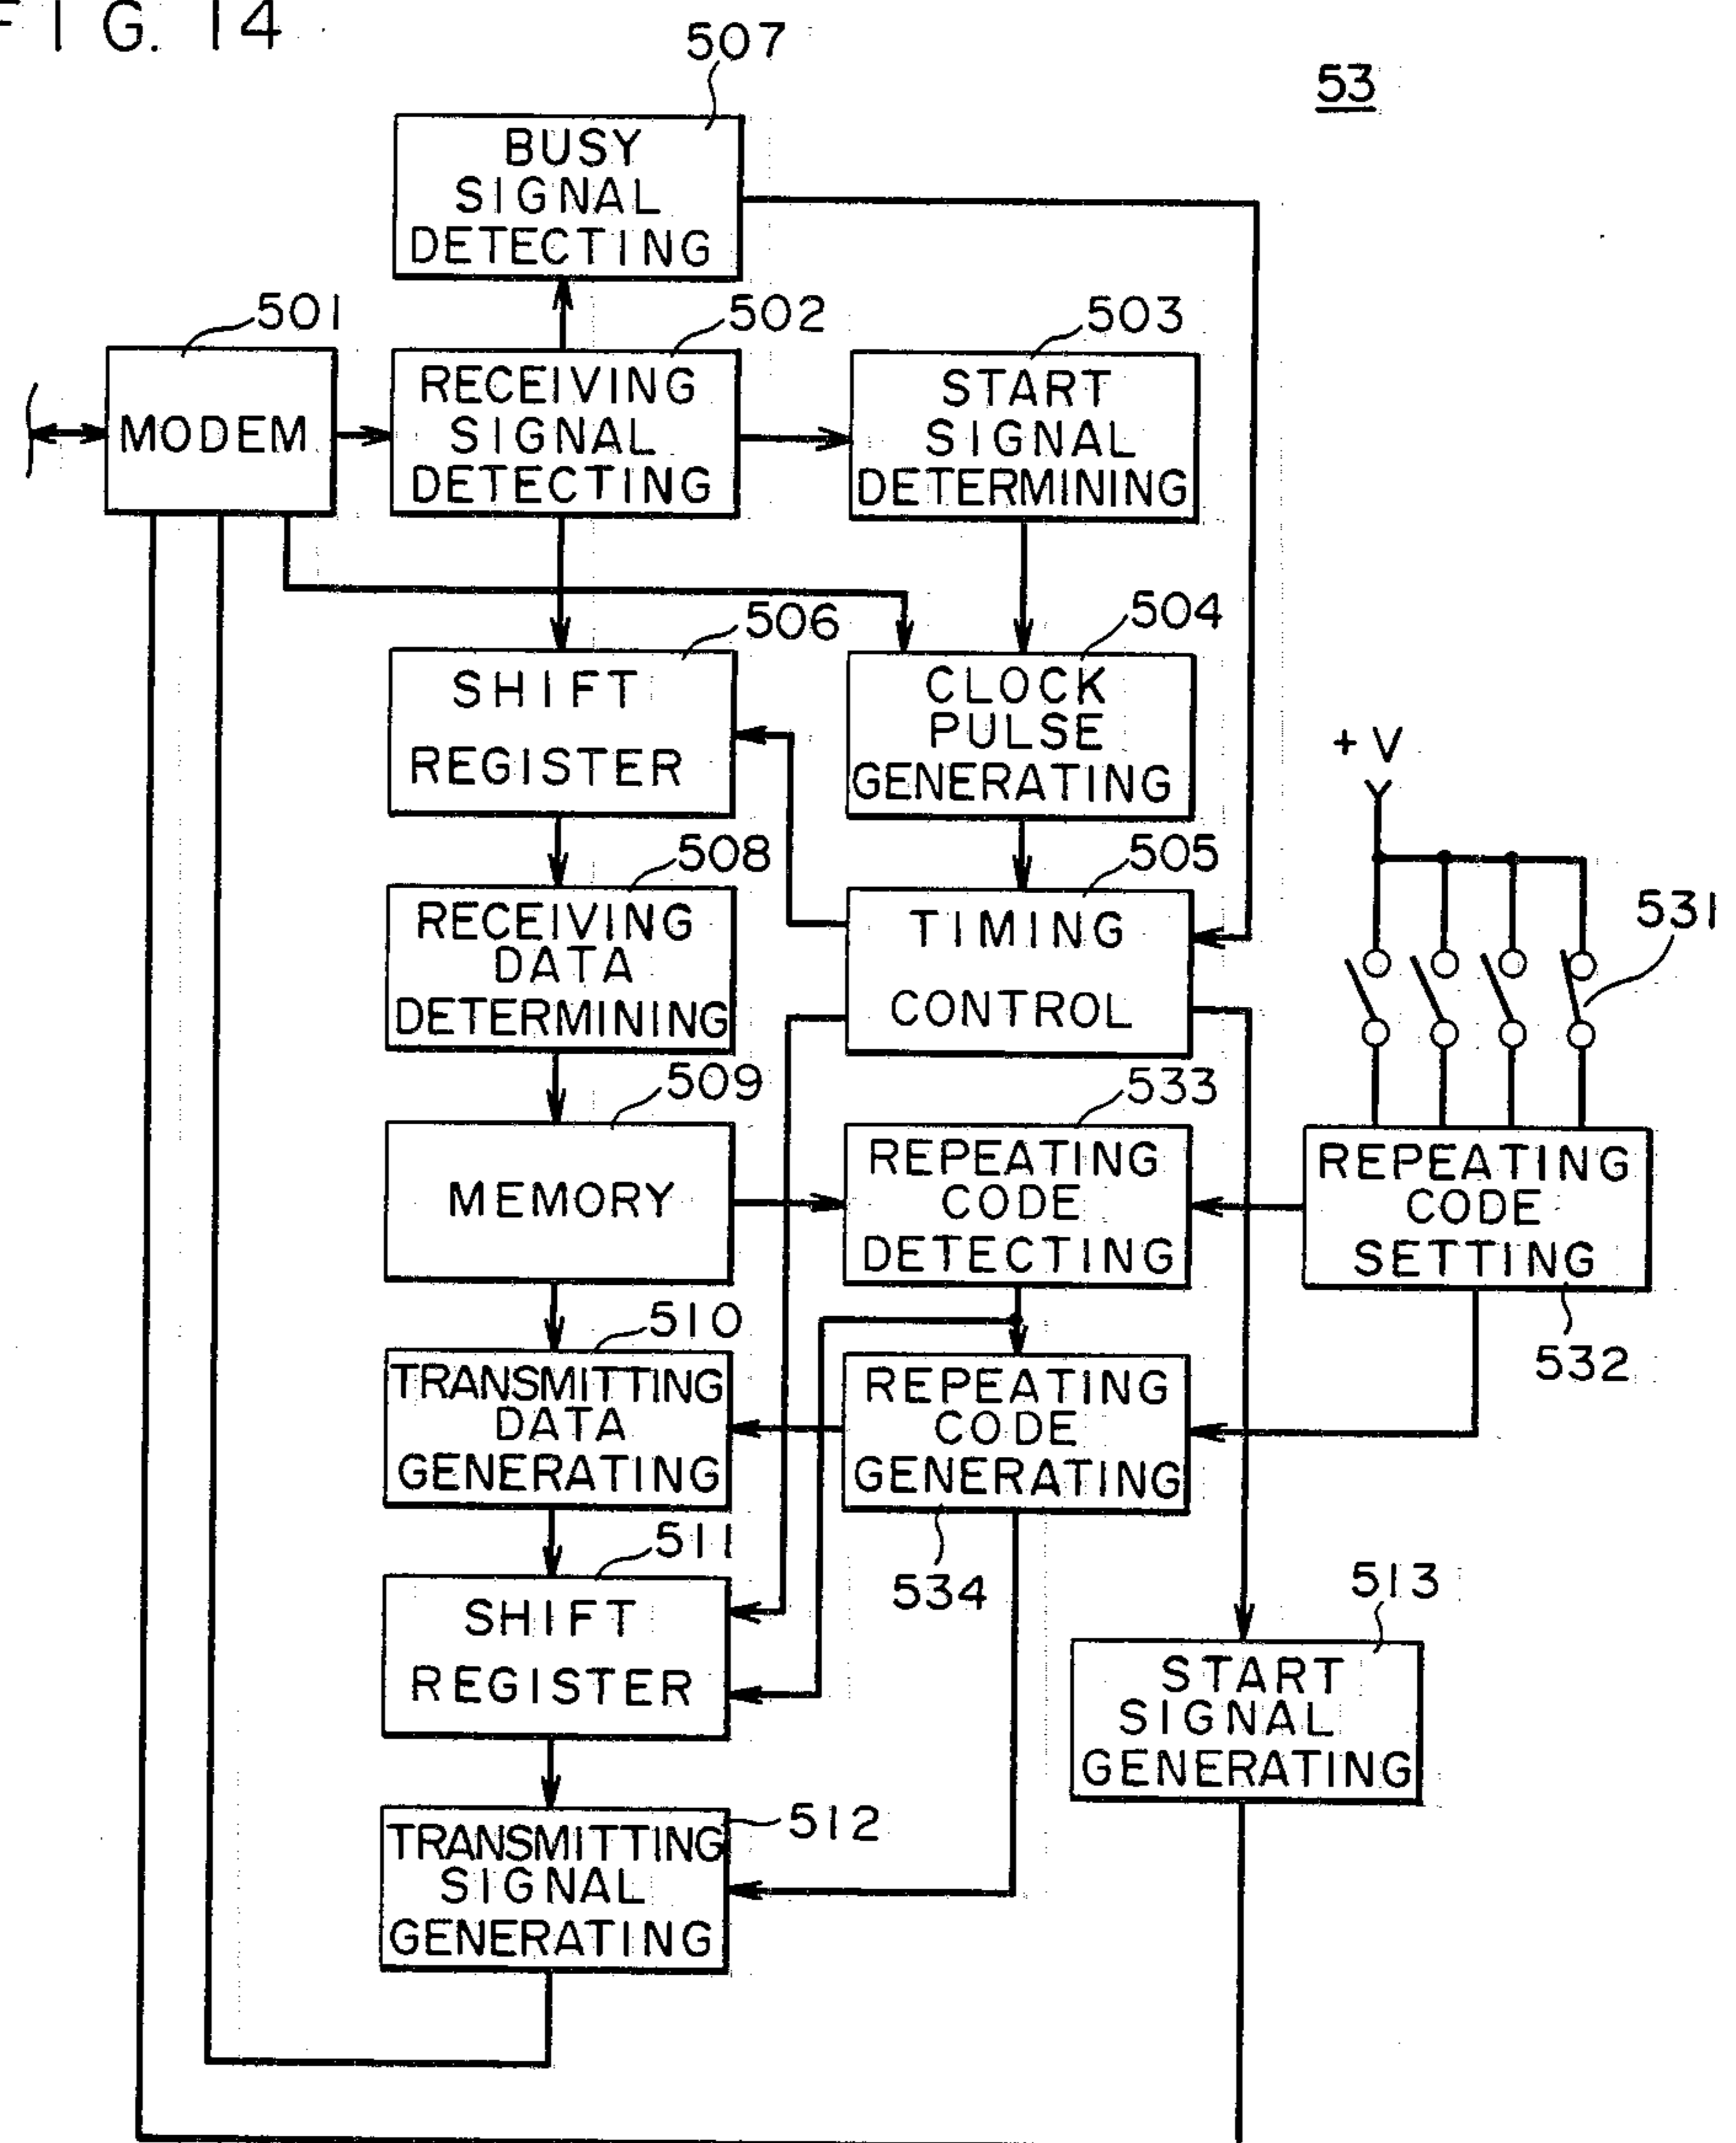 FIG. 14
53
507
BUSY
SIGNAL
DETECTING
501
MODEM
502
RECEIVING
SIGNAL
DETECTING
503
START
SIGNAL
DETERMINING
506
SHIFT
REGISTER
504
CLOCK
PULSE
GENERATING
+V
508
RECEIVING
DATA
DETERMINING
505
TIMING
CONTROL
531
509
MEMORY
533
REPEATING
CODE
DETECTING
REPEATING
CODE
SETTING
532
510
TRANSMITTING
DATA
GENERATING
REPEATING
CODE
GENERATING
534
511
SHIFT
REGISTER
513
START
SIGNAL
GENERATING
512
TRANSMITTING
SIGNAL
GENERATING